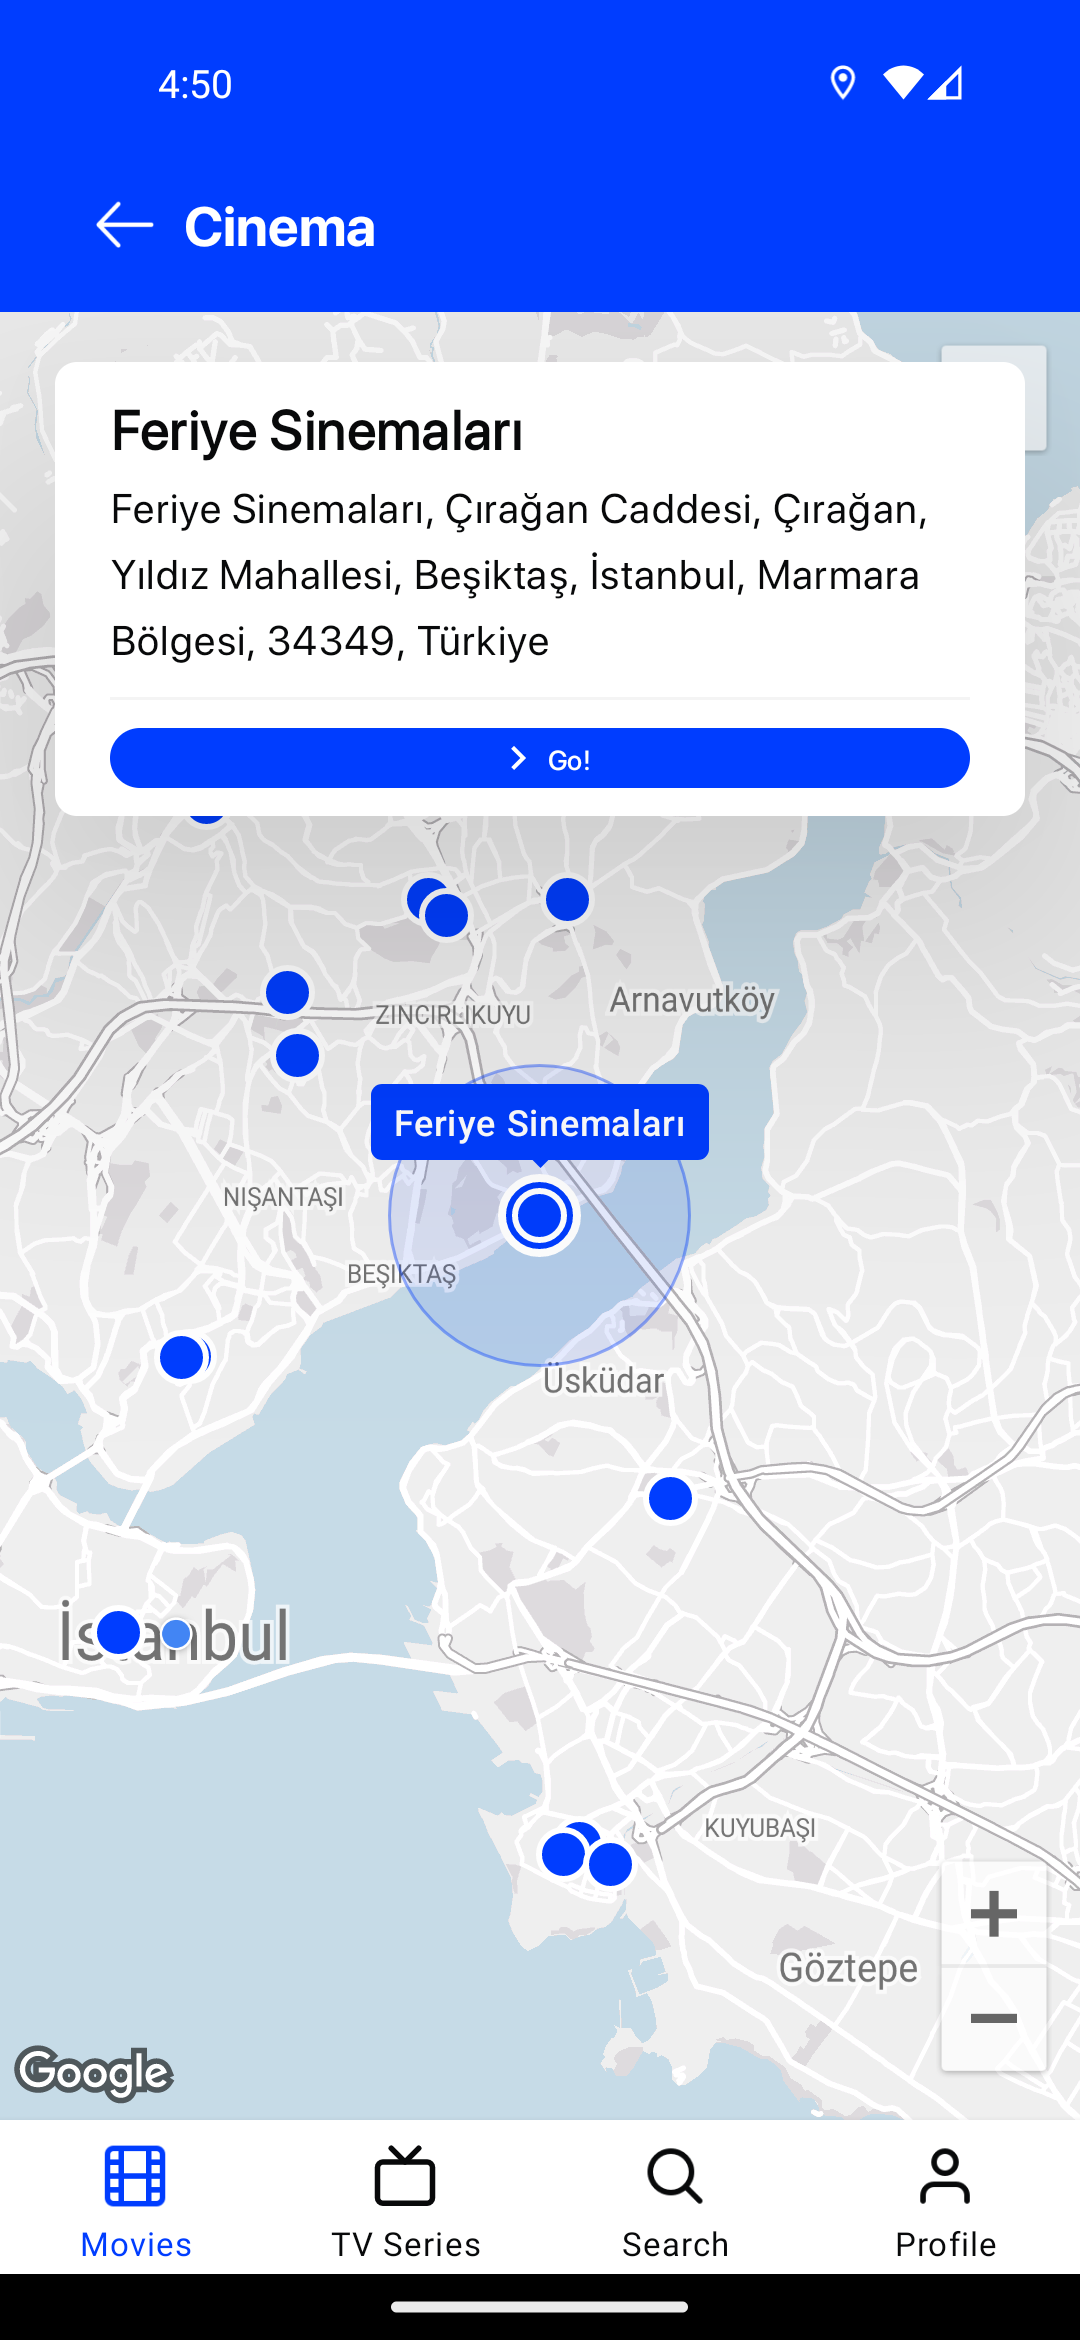 4:50
Cinema
Feriye Sinemaları
Feriye Sinemaları, Çırağan Caddesi, Çırağan,
Yıldız Mahallesi, Beşiktaş, İstanbul, Marmara
Bölgesi, 34349, Türkiye
Go!
ZINCIRLIKUYU
Arnavutköy
Feriye Sinemaları
NIŞANTAŞI
BEŞIKTAŞ
Üsküdar
İstanbul
KUYUBAŞI
Göztepe
Google
Movies
TV Series
Search
Profile